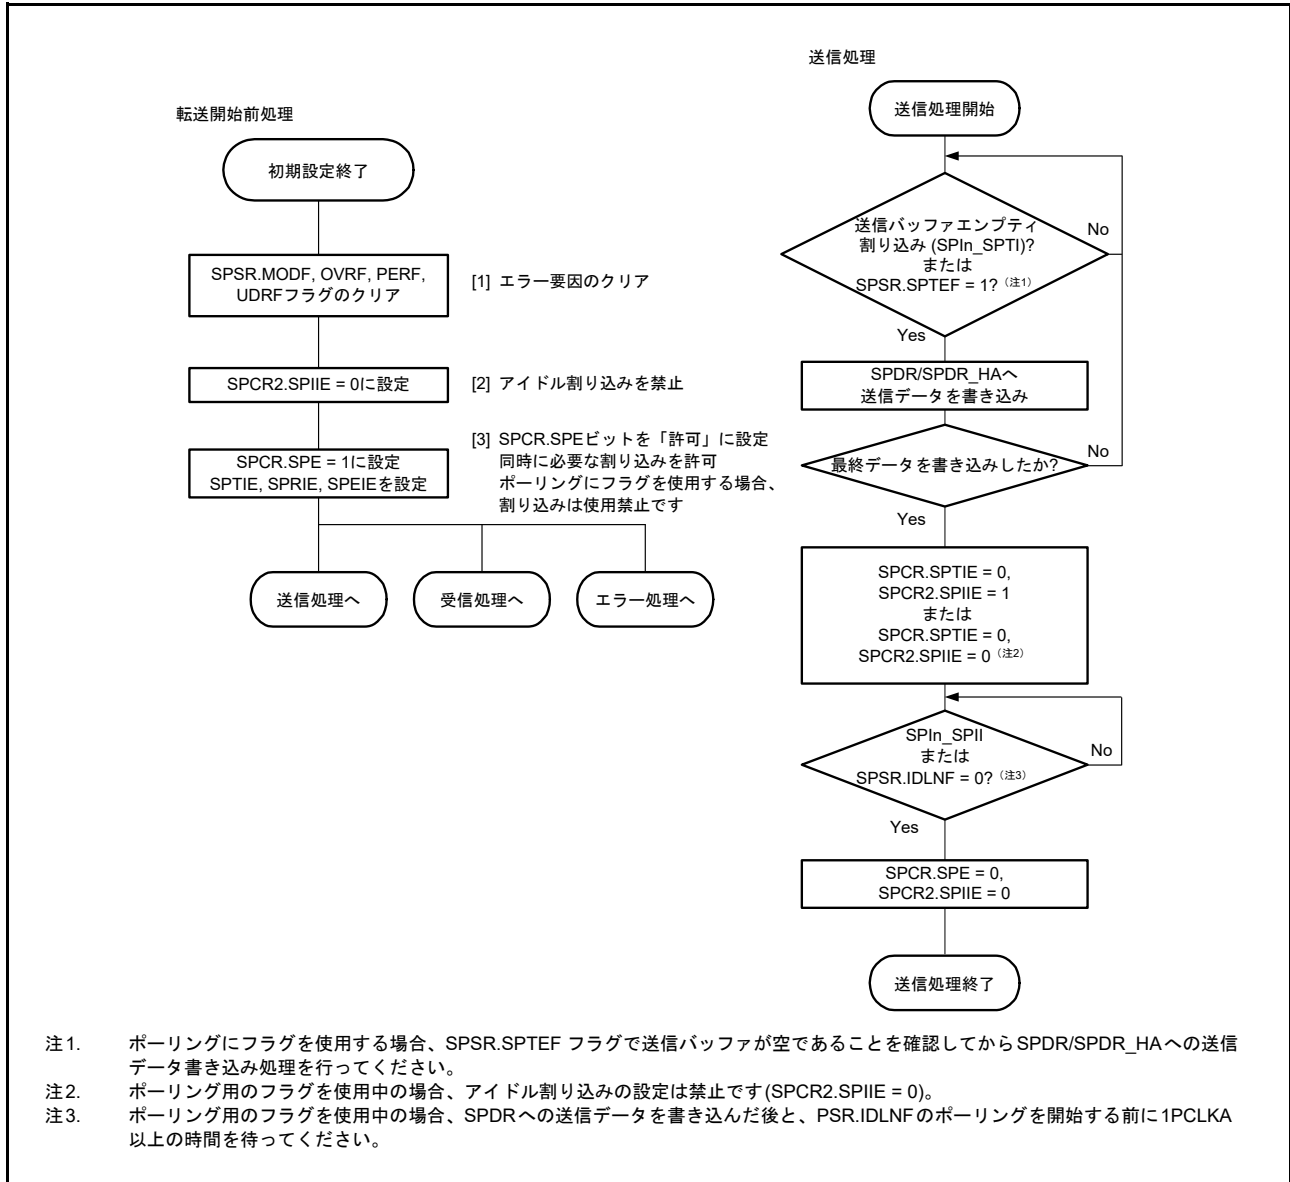 転送開始前処理
初期設定終了
SPSR.MODF, OVRF, PERF,
UDRFフラグのクリア
[1] エラー要因のクリア
SPCR2.SPIIE = 0に設定
[2] アイドル割り込みを禁止
SPCR.SPE = 1に設定
SPTIE, SPRIE, SPEIEを設定
[3] SPCR.SPEビットを「許可」に設定
同時に必要な割り込みを許可
ポーリングにフラグを使用する場合、
割り込みは使用禁止です
送信処理へ
受信処理へ
エラー処理へ
送信処理
送信処理開始
送信バッファエンプティ
割り込み (SPIn_SPTI)?
または
SPSR.SPTEF = 1? (注1)
No
Yes
SPDR/SPDR_HAへ
送信データを書き込み
最終データを書き込みしたか?
No
Yes
SPCR.SPTIE = 0,
SPCR2.SPIIE = 1
または
SPCR.SPTIE = 0,
SPCR2.SPIIE = 0 (注2)
SPIn_SPII
または
SPSR.IDLNF = 0? (注3)
No
Yes
SPCR.SPE = 0,
SPCR2.SPIIE = 0
送信処理終了
注1. ポーリングにフラグを使用する場合、SPSR.SPTEF フラグで送信バッファが空であることを確認してからSPDR/SPDR_HAへの送信
データ書き込み処理を行ってください。
注2. ポーリング用のフラグを使用中の場合、アイドル割り込みの設定は禁止です(SPCR2.SPIIE = 0)。
注3. ポーリング用のフラグを使用中の場合、SPDRへの送信データを書き込んだ後と、PSR.IDLNFのポーリングを開始する前に1PCLKA
以上の時間を待ってください。